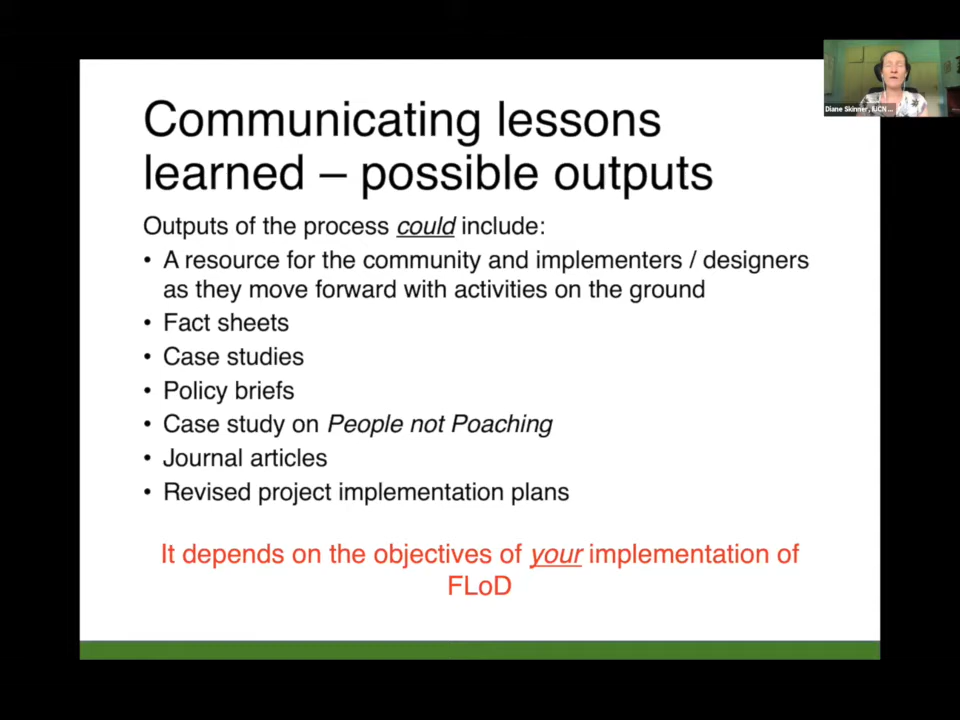 Communicating lessons
learned – possible outputs
Outputs of the process could include:
• A resource for the community and implementers / designers
as they move forward with activities on the ground
• Fact sheets
• Case studies
• Policy briefs
• Case study on People not Poaching
• Journal articles
• Revised project implementation plans
It depends on the objectives of your implementation of
FLoD
Diane Skinner, IUCN ...